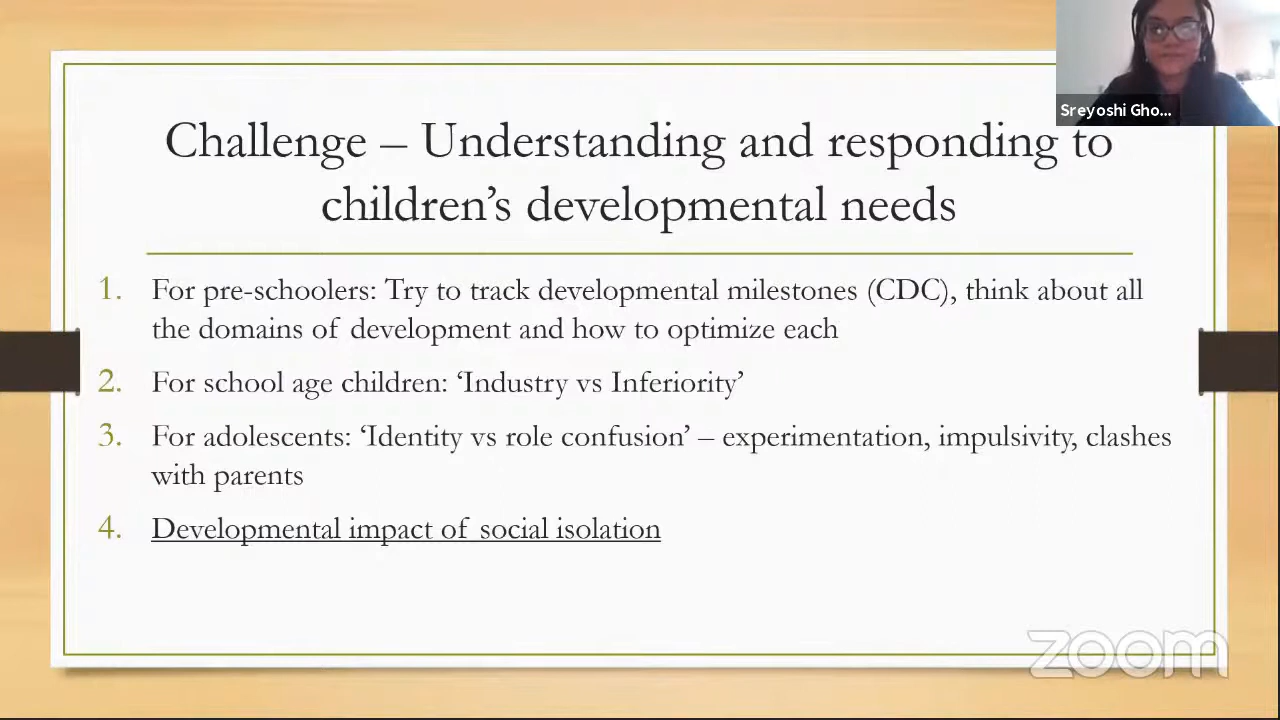 Sreyoshi Gho...
Challenge – Understanding and responding to
children’s developmental needs
1. For pre-schoolers: Try to track developmental milestones (CDC), think about all
the domains of development and how to optimize each
2. For school age children: ‘Industry vs Inferiority’
3. For adolescents: ‘Identity vs role confusion’ – experimentation, impulsivity, clashes
with parents
4. Developmental impact of social isolation
zoom